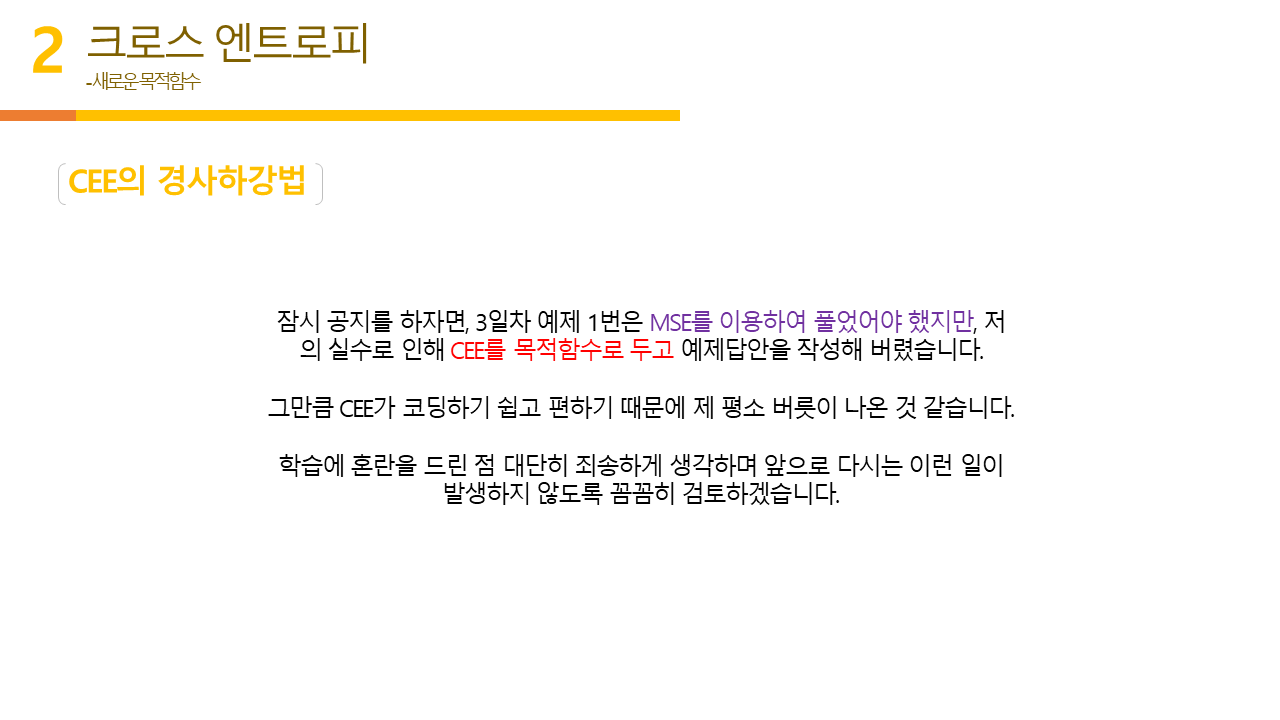 2
크로스 엔트로피
-새로운 목적함수
CEE의 경사하강법
잠시 공지를 하자면, 3일차 예제 1번은 MSE를 이용하여 풀었어야 했지만, 저
의 실수로 인해 CEE를 목적함수로 두고 예제답안을 작성해 버렸습니다.
그만큼 CEE가 코딩하기 쉽고 편하기 때문에 제 평소 버릇이 나온 것 같습니다.
학습에 혼란을 드린 점 대단히 죄송하게 생각하며 앞으로 다시는 이런 일이
발생하지 않도록 꼼꼼히 검토하겠습니다.